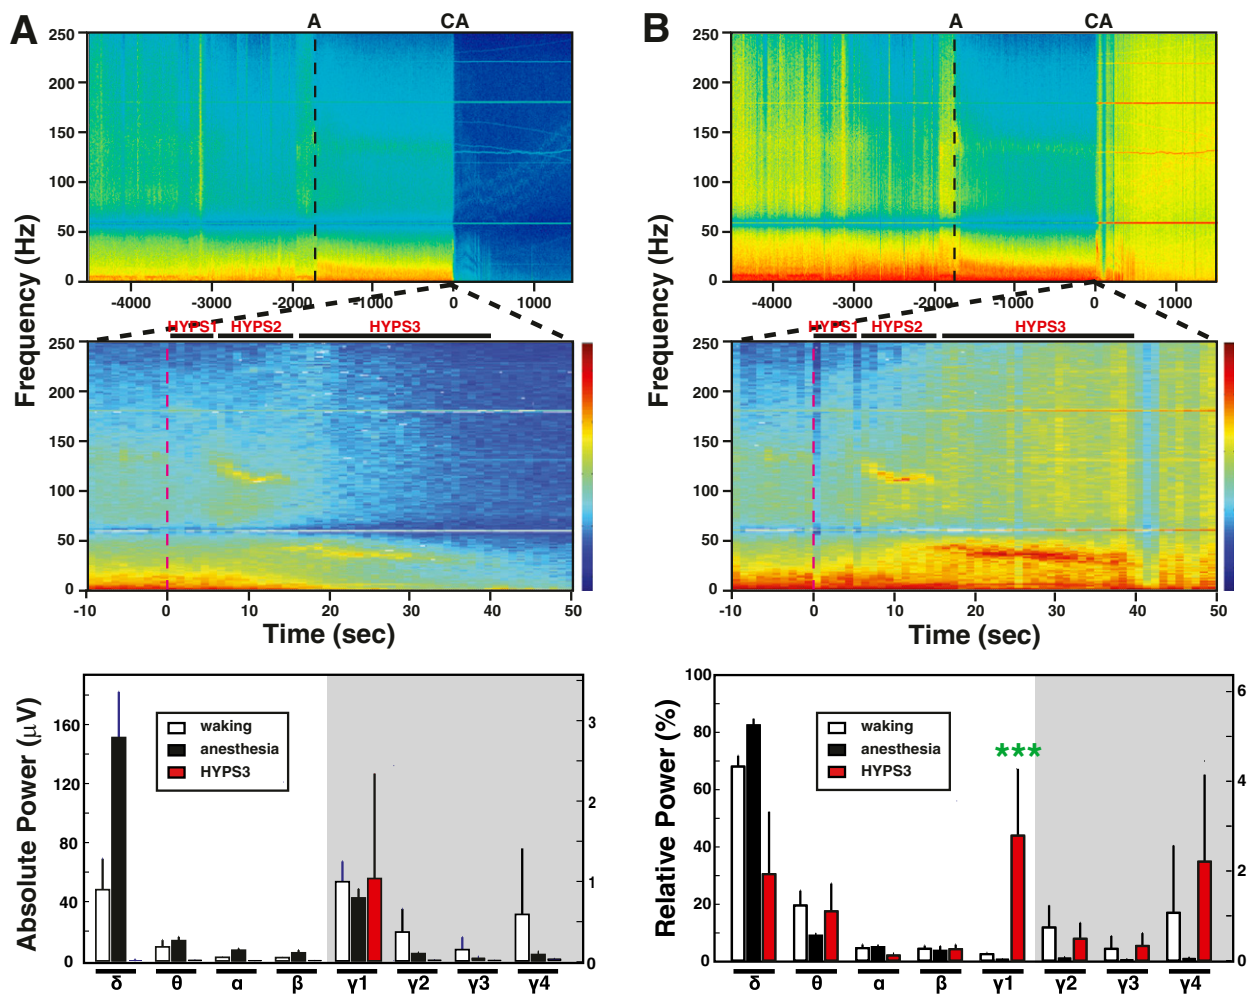 A
B
A CA
A CA
250
200
150
100
50
0
250
200
150
100
50
0
-4000 -3000 -2000 -1000 0 1000
-4000 -3000 -2000 -1000 0 1000
HYPS1 HYPS2 HYPS3
HYPS1 HYPS2 HYPS3
Frequency (Hz)
Frequency (Hz)
250
200
150
100
50
0
250
200
150
100
50
0
-10 0 10 20 30 40 50
-10 0 10 20 30 40 50
Time (sec)
Time (sec)
Absolute Power (μV)
160
120
80
40
0
waking
anesthesia
HYPS3
3
2
1
0
δ θ α β γ1 γ2 γ3 γ4
Relative Power (%)
100
80
60
40
20
0
waking
anesthesia
HYPS3
***
6
4
2
0
δ θ α β γ1 γ2 γ3 γ4